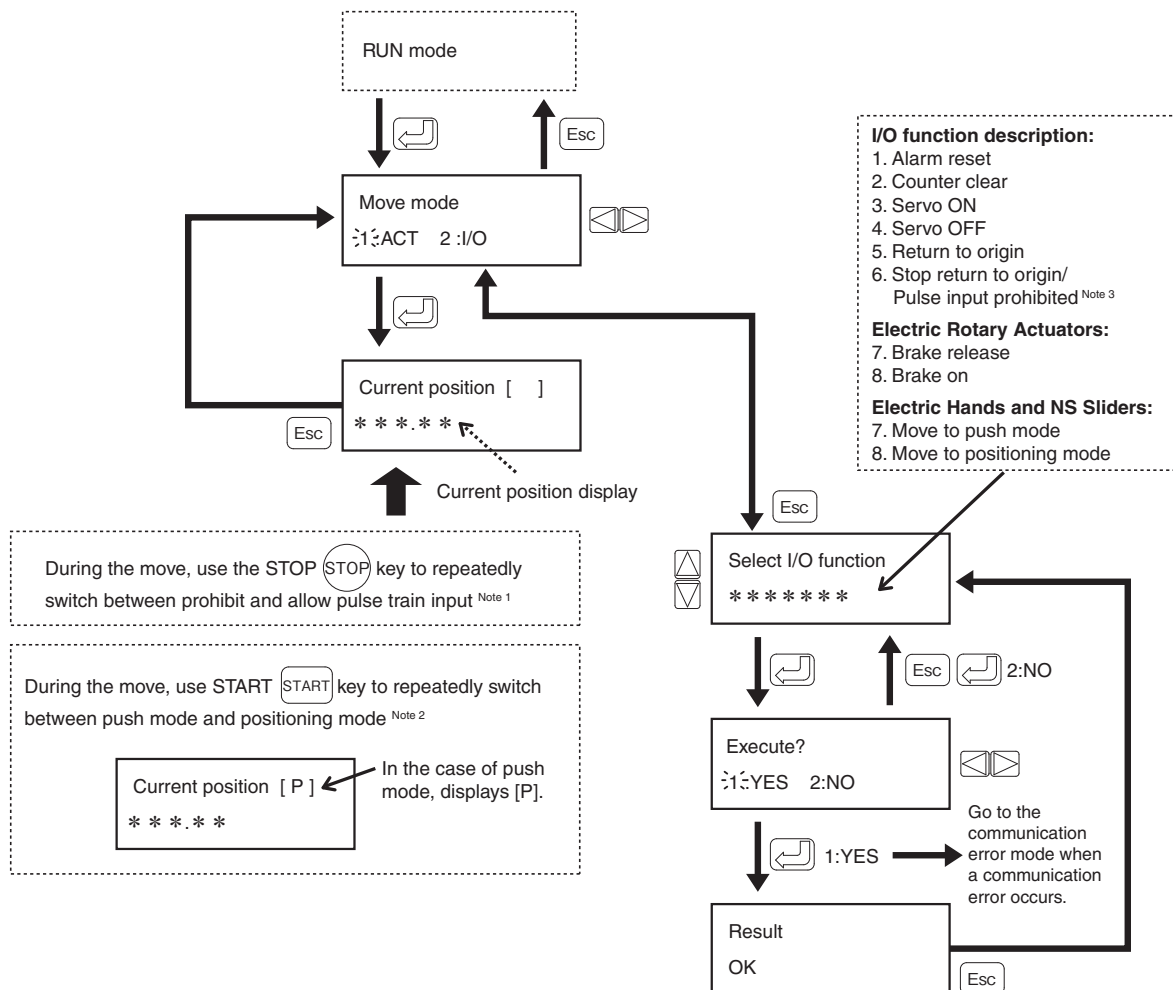 RUN mode
Esc
Move mode
1:ACT 2 :I/O
Current position [ ]
* * *.* *
Esc
Current position display
During the move, use the STOP STOP key to repeatedly
switch between prohibit and allow pulse train input Note 1
During the move, use START START key to repeatedly switch
between push mode and positioning mode Note 2
Current position [ P ]
* * *.* *
In the case of push
mode, displays [P].
I/O function description:
1. Alarm reset
2. Counter clear
3. Servo ON
4. Servo OFF
5. Return to origin
6. Stop return to origin/
Pulse input prohibited Note 3
Electric Rotary Actuators:
7. Brake release
8. Brake on
Electric Hands and NS Sliders:
7. Move to push mode
8. Move to positioning mode
Esc
Select I/O function
* * * * * * *
Esc 2:NO
Execute?
1:YES 2:NO
1:YES
Go to the
communication
error mode when
a communication
error occurs.
Result
OK
Esc